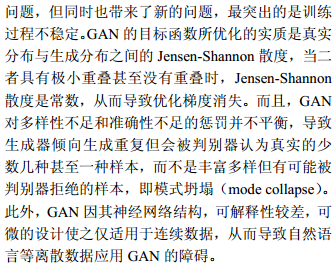 问题，但同时也带来了新的问题，最突出的是训练
过程不稳定。GAN 的目标函数所优化的实质是真实
分布与生成分布之间的 Jensen-Shannon 散度，当二
者具有极小重叠甚至没有重叠时，Jensen-Shannon
散度是常数，从而导致优化梯度消失。而且，GAN
对多样性不足和准确性不足的惩罚并不平衡，导致
生成器倾向生成重复但会被判别器认为真实的少
数几种甚至一种样本，而不是丰富多样但有可能被
判别器拒绝的样本，即模式坍塌（mode collapse）。
此外，GAN 因其神经网络结构，可解释性较差，可
微的设计使之仅适用于连续数据，从而导致自然语
言等离散数据应用 GAN 的障碍。